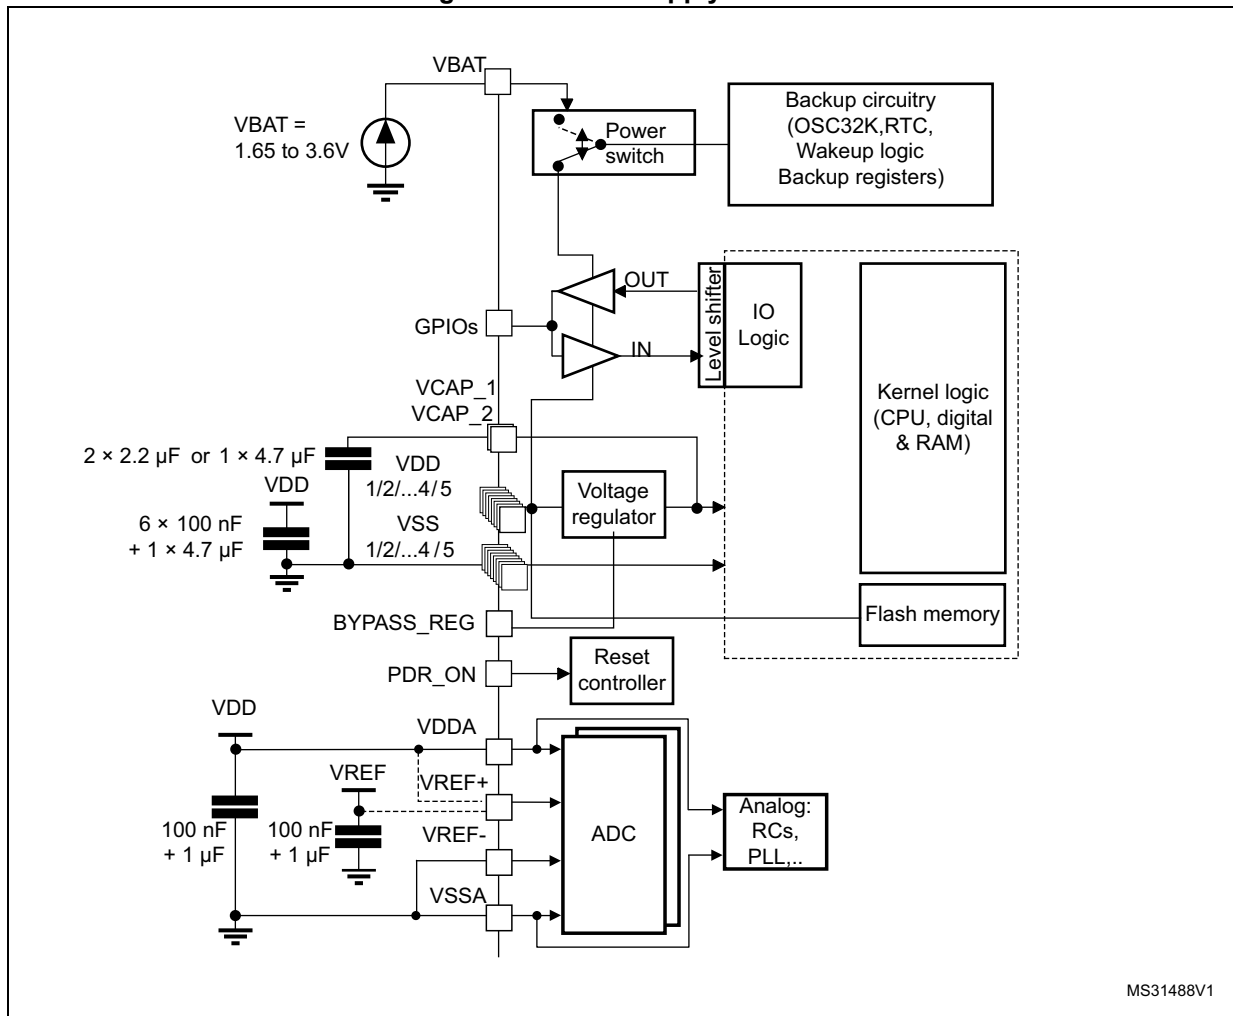 VBAT
VBAT =
1.65 to 3.6V
Power
switch
Backup circuitry
(OSC32K,RTC,
Wakeup logic
Backup registers)
OUT
GPIOs
IN
Level shifter
IO
Logic
Kernel logic
(CPU, digital
& RAM)
VCAP_1
VCAP_2
2 × 2.2 µF or 1 × 4.7 µF
VDD
1/2/...4/5
VDD
6 × 100 nF
+ 1 × 4.7 µF
VSS
1/2/...4/5
Voltage
regulator
Flash memory
BYPASS_REG
PDR_ON
Reset
controller
VDD
VDDA
VREF
VREF+
100 nF
+ 1 µF
100 nF
+ 1 µF
VREF-
VSSA
ADC
Analog:
RCs,
PLL,..
MS31488V1